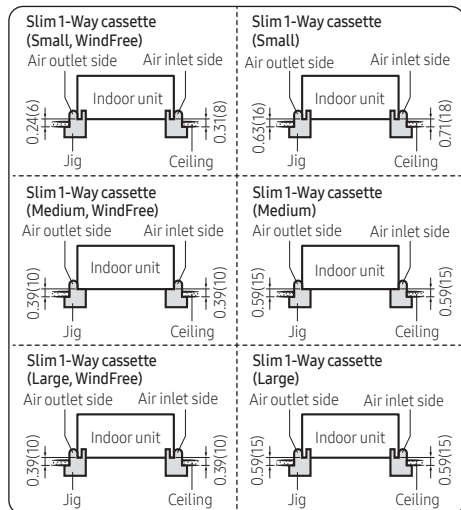 Slim 1-Way cassette
(Small, WindFree)
Air outlet side Air inlet side
Indoor unit
0.24(6)
0.31(8)
Jig Ceiling
Slim 1-Way cassette
(Small)
Air outlet side Air inlet side
Indoor unit
0.63(16)
0.71(18)
Jig Ceiling
Slim 1-Way cassette
(Medium, WindFree)
Air outlet side Air inlet side
Indoor unit
0.39(10)
0.39(10)
Jig Ceiling
Slim 1-Way cassette
(Medium)
Air outlet side Air inlet side
Indoor unit
0.59(15)
0.59(15)
Jig Ceiling
Slim 1-Way cassette
(Large, WindFree)
Air outlet side Air inlet side
Indoor unit
0.39(10)
0.39(10)
Jig Ceiling
Slim 1-Way cassette
(Large)
Air outlet side Air inlet side
Indoor unit
0.59(15)
0.59(15)
Jig Ceiling